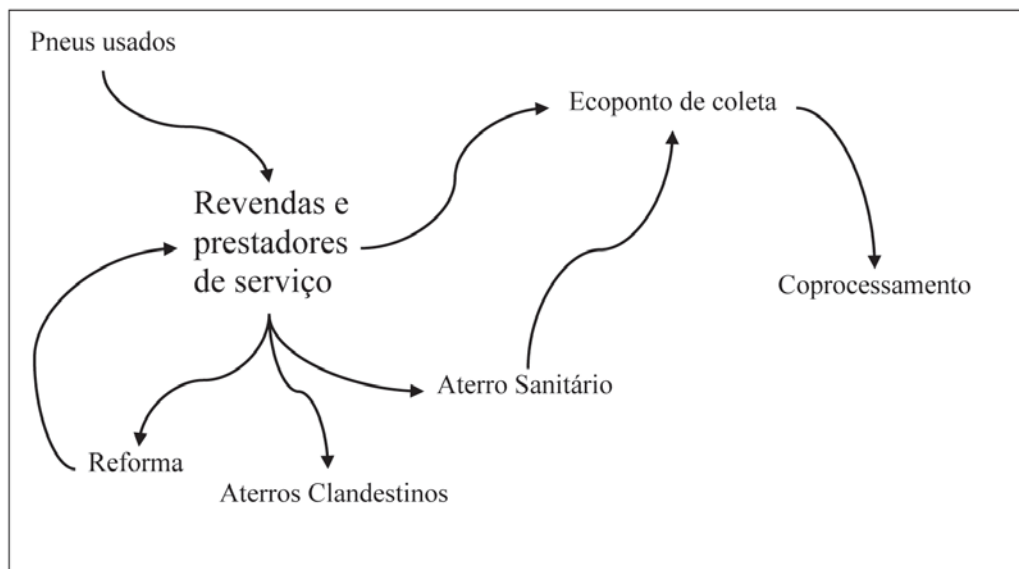 Pneus usados
Ecoponto de coleta
Revendas e
prestadores
de serviço
Coprocessamento
Aterro Sanitário
Reforma
Aterros Clandestinos